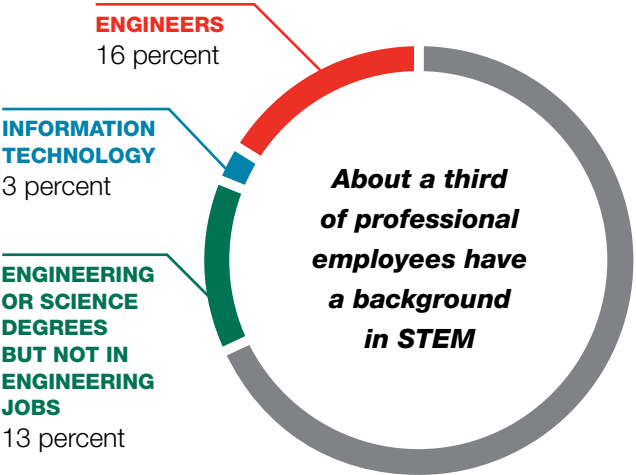 ENGINEERS
16 percent
INFORMATION
TECHNOLOGY
3 percent
ENGINEERING
OR SCIENCE
DEGREES
BUT NOT IN
ENGINEERING
JOBS
13 percent
About a third
of professional
employees have
a background
in STEM